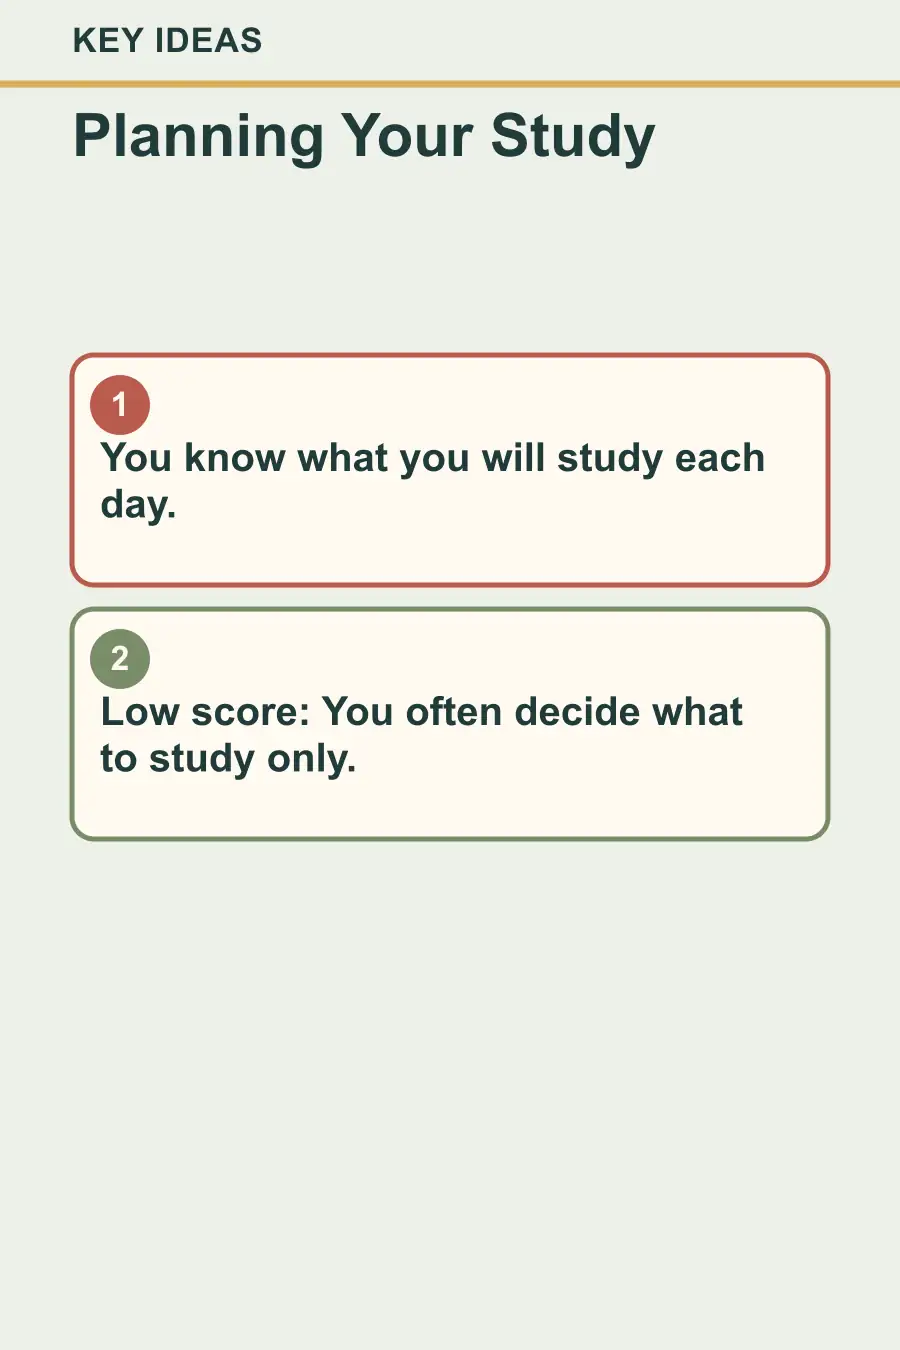 KEY IDEAS
Planning Your Study
1
You know what you will study each
day.
2
Low score: You often decide what
to study only.